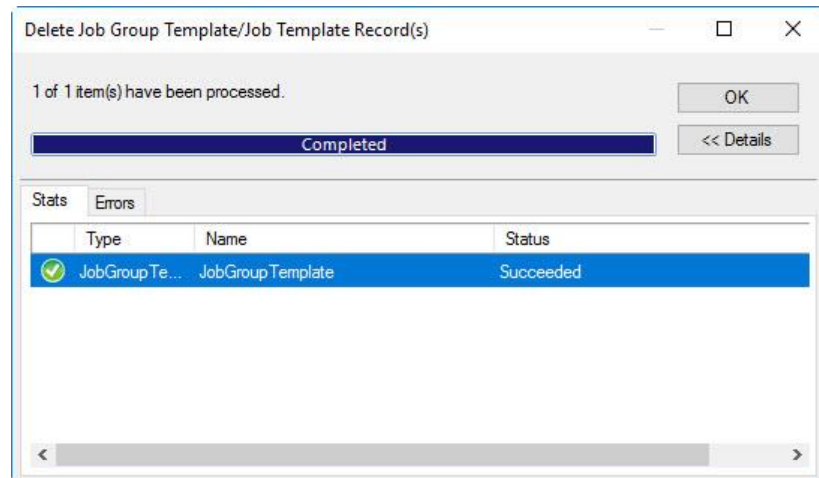 Delete Job Group Template/Job Template Record(s)
1 of 1 item(s) have been processed.
OK
Completed
<< Details
Stats Errors
Type Name Status
JobGroupTe... JobGroupTemplate Succeeded